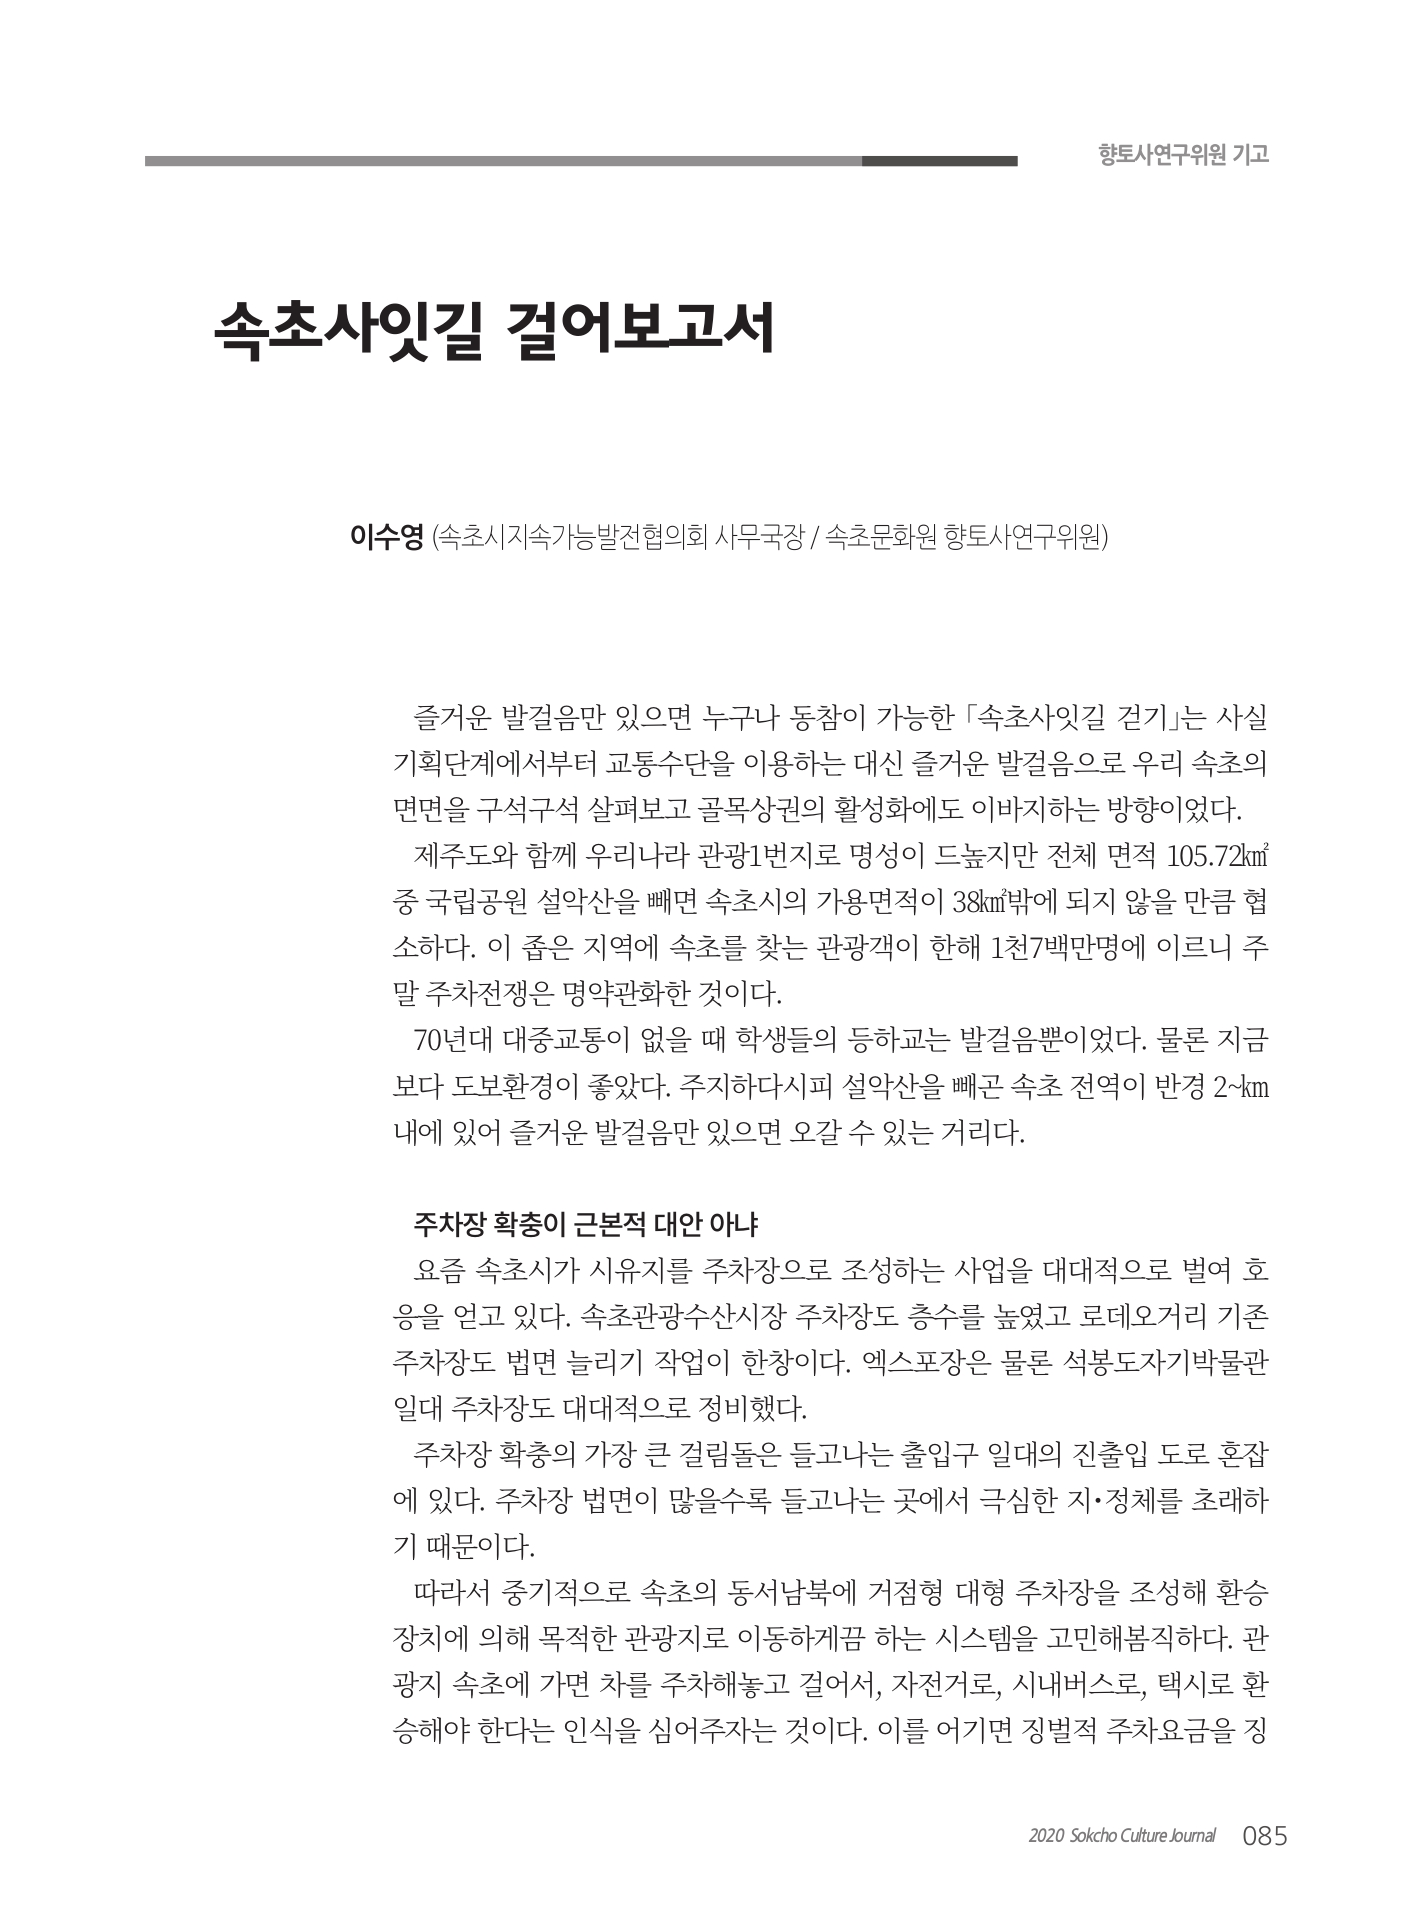 향토사연구위원 기고
속초사잇길 걸어보고서
이수영 (속초시지속가능발전협의회 사무국장 / 속초문화원 향토사연구위원)
즐거운 발걸음만 있으면 누구나 동참이 가능한 「속초사잇길 걷기」는 사실
기획단계에서부터 교통수단을 이용하는 대신 즐거운 발걸음으로 우리 속초의
면면을 구석구석 살펴보고 골목상권의 활성화에도 이바지하는 방향이었다.
제주도와 함께 우리나라 관광1번지로 명성이 드높지만 전체 면적 105.72㎢
중 국립공원 설악산을 빼면 속초시의 가용면적이 38㎢밖에 되지 않을 만큼 협
소하다. 이 좁은 지역에 속초를 찾는 관광객이 한해 1천7백만명에 이르니 주
말 주차전쟁은 명약관화한 것이다.
70년대 대중교통이 없을 때 학생들의 등하교는 발걸음뿐이었다. 물론 지금
보다 도보환경이 좋았다. 주지하다시피 설악산을 빼곤 속초 전역이 반경 2~㎞
내에 있어 즐거운 발걸음만 있으면 오갈 수 있는 거리다.
주차장 확충이 근본적 대안 아냐
요즘 속초시가 시유지를 주차장으로 조성하는 사업을 대대적으로 벌여 호
응을 얻고 있다. 속초관광수산시장 주차장도 층수를 높였고 로데오거리 기존
주차장도 법면 늘리기 작업이 한창이다. 엑스포장은 물론 석봉도자기박물관
일대 주차장도 대대적으로 정비했다.
주차장 확충의 가장 큰 걸림돌은 들고나는 출입구 일대의 진출입 도로 혼잡
에 있다. 주차장 법면이 많을수록 들고나는 곳에서 극심한 지·정체를 초래하
기 때문이다.
따라서 중기적으로 속초의 동서남북에 거점형 대형 주차장을 조성해 환승
장치에 의해 목적한 관광지로 이동하게끔 하는 시스템을 고민해봄직하다. 관
광지 속초에 가면 차를 주차해놓고 걸어서, 자전거로, 시내버스로, 택시로 환
승해야 한다는 인식을 심어주자는 것이다. 이를 어기면 징벌적 주차요금을 징
2020 Sokcho Culture Journal 085